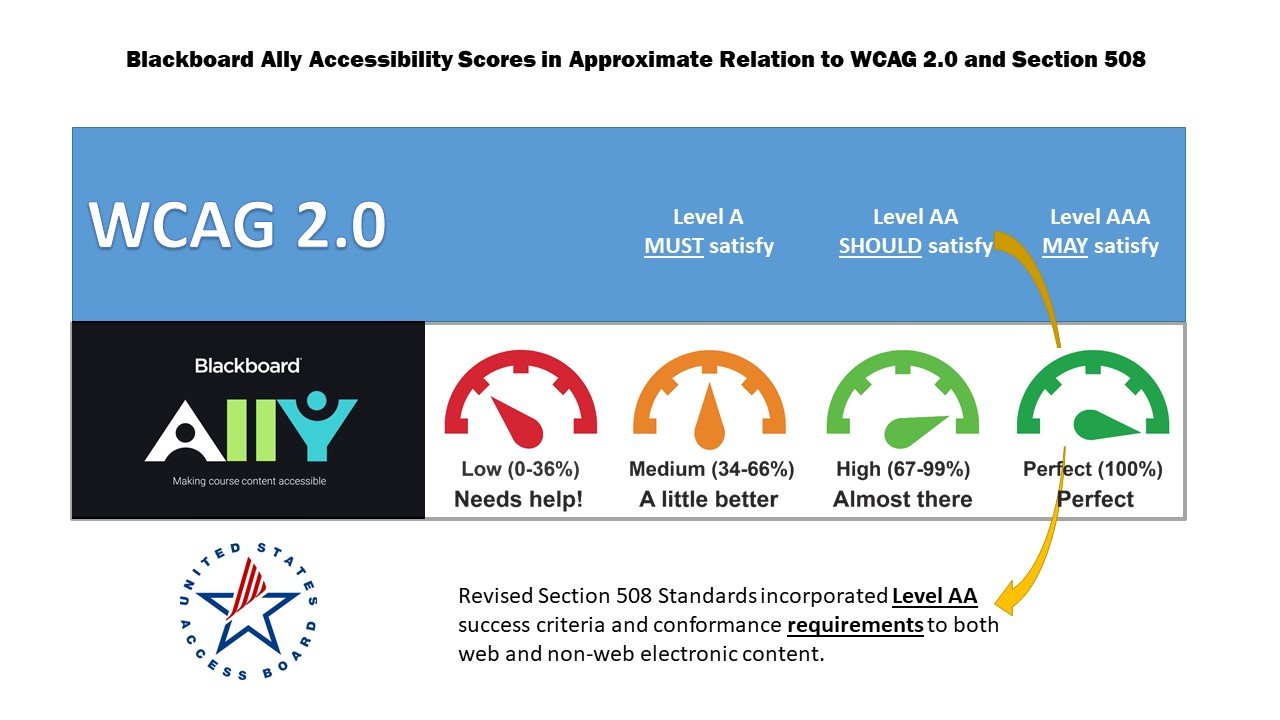 Blackboard Ally Accessibility Scores in Approximate Relation to WCAG 2.0 and Section 508
WCAG 2.0
Level A
MUST satisfy
Level AA
SHOULD satisfy
Level AAA
MAY satisfy
Blackboard
Ally
Making course content accessible
Low (0-36%)
Needs help!
Medium (34-66%)
A little better
High (67-99%)
Almost there
Perfect (100%)
Perfect
UNITED STATES ACCESS BOARD
Revised Section 508 Standards incorporated Level AA
success criteria and conformance requirements to both
web and non-web electronic content.